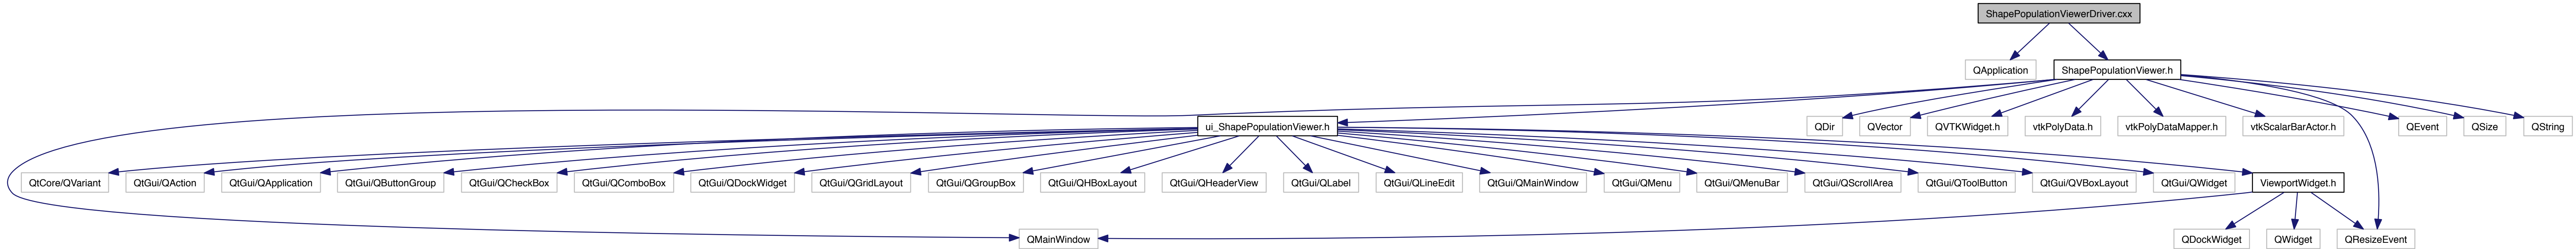 ShapePopulationViewerDriver.cxx
QApplication
ShapePopulationViewer.h
ui_ShapePopulationViewer.h
QDir
QVector
QVTKWidget.h
vtkPolyData.h
vtkPolyDataMapper.h
vtkScalarBarActor.h
QEvent
QSize
QString
QtCore/QVariant
QtGui/QAction
QtGui/QApplication
QtGui/QButtonGroup
QtGui/QCheckBox
QtGui/QComboBox
QtGui/QDockWidget
QtGui/QGridLayout
QtGui/QGroupBox
QtGui/QHBoxLayout
QtGui/QHeaderView
QtGui/QLabel
QtGui/QLineEdit
QtGui/QMainWindow
QtGui/QMenu
QtGui/QMenuBar
QtGui/QScrollArea
QtGui/QToolButton
QtGui/QVBoxLayout
QtGui/QWidget
ViewportWidget.h
QMainWindow
QDockWidget
QWidget
QResizeEvent